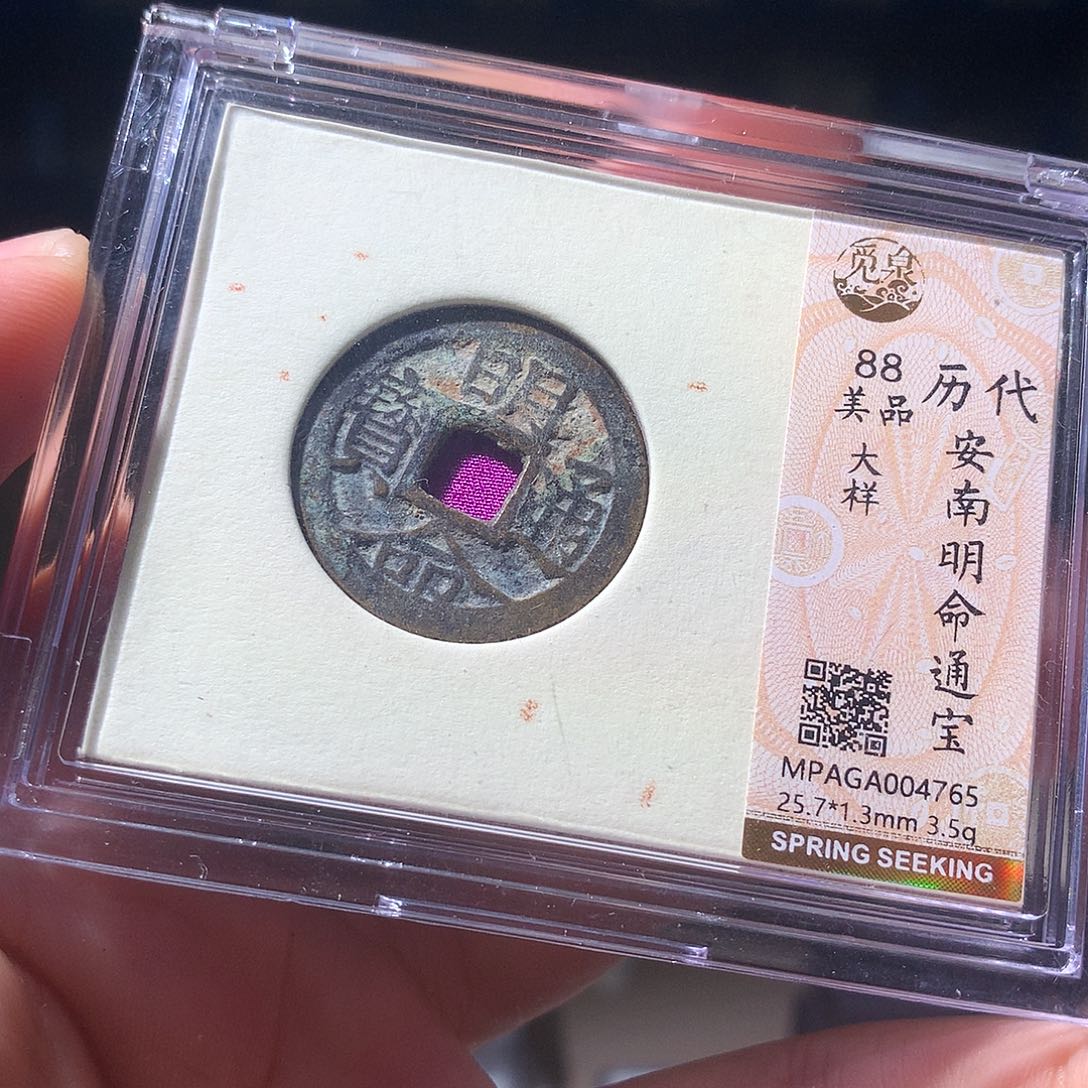 明命通寶
觅泉
88
美品
大样
历代
安南明命通宝
MPAGA004765
25.7*1.3mm 3.5g
SPRING SEEKING